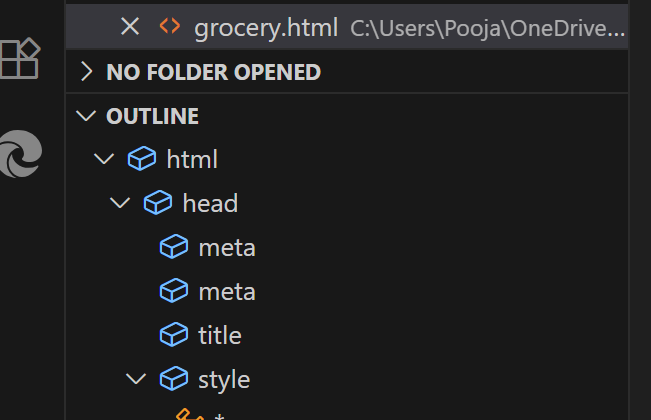 grocery.html C:\Users\Pooja\OneDrive...
NO FOLDER OPENED
OUTLINE
html
head
meta
meta
title
style
*